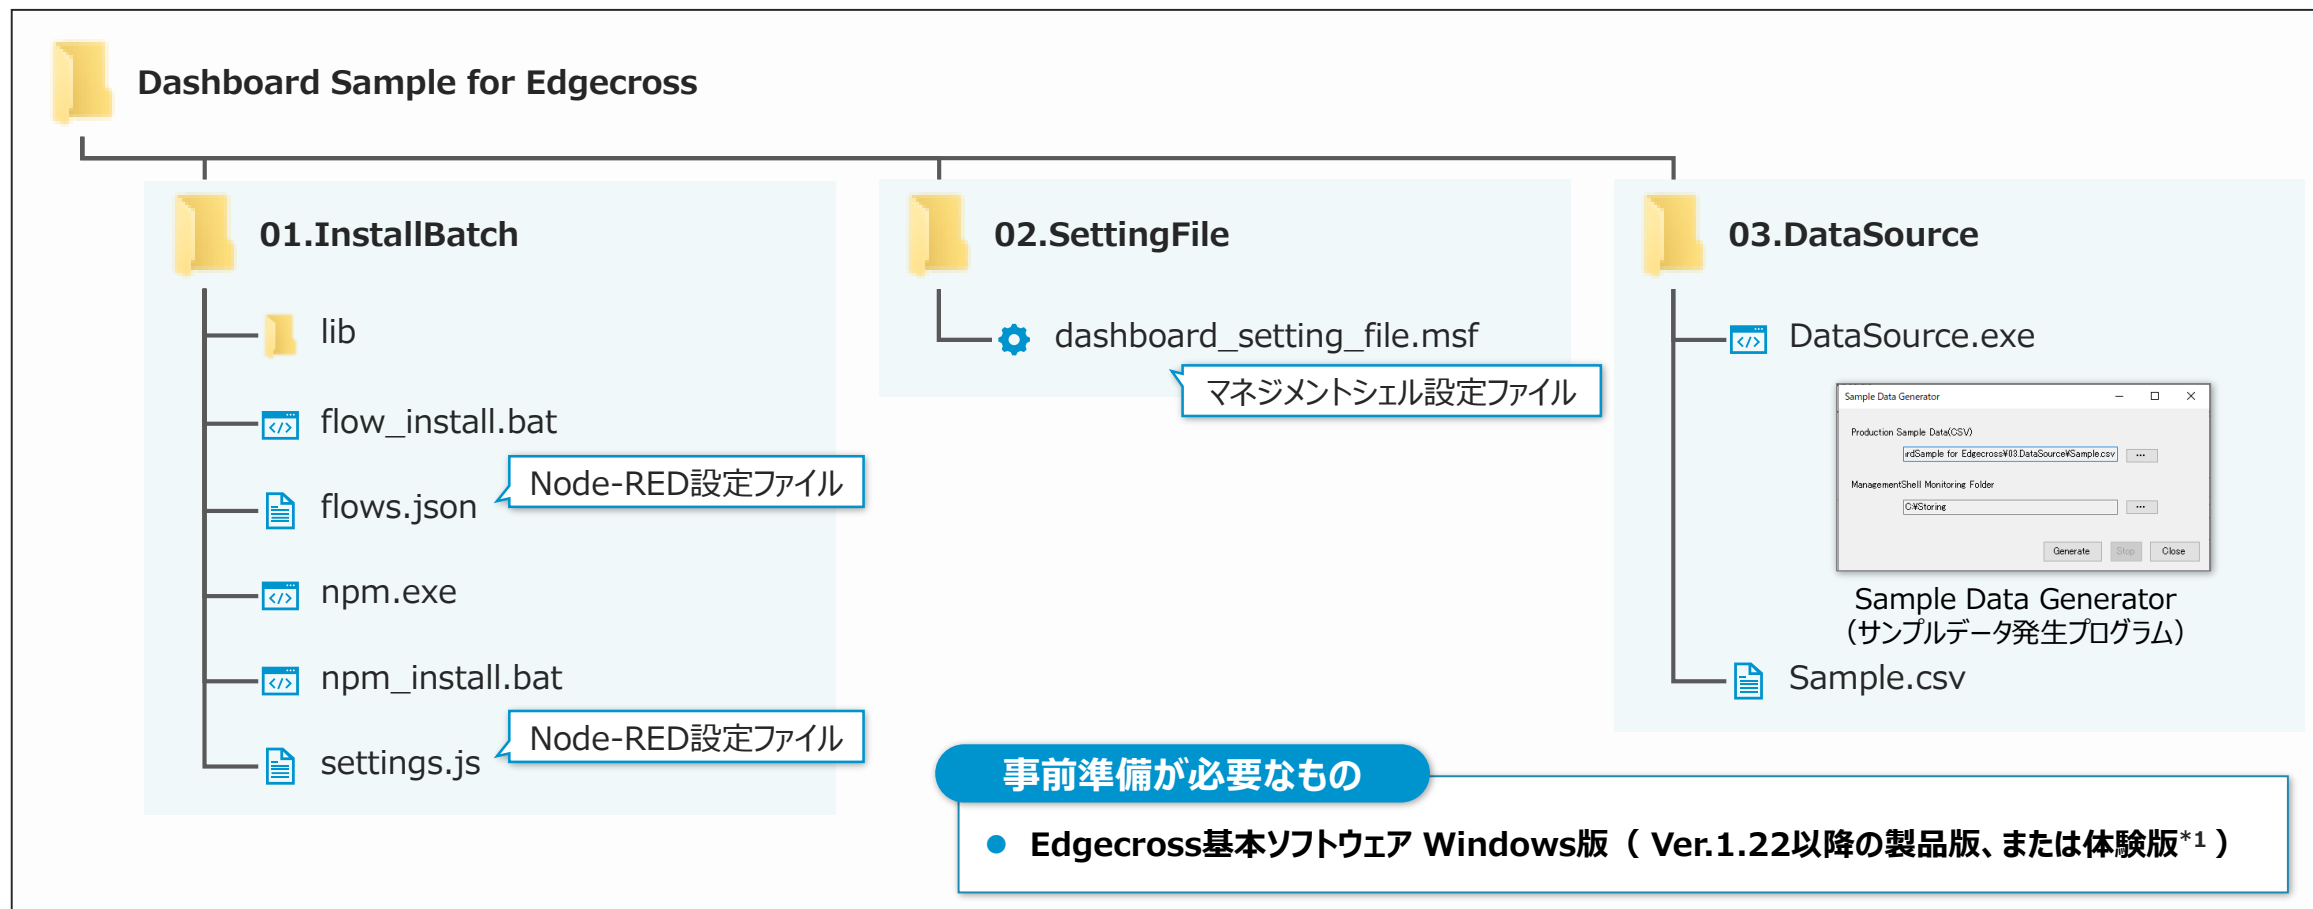 Dashboard Sample for Edgecross
01.InstallBatch
lib
flow_install.bat
Node-RED設定ファイル
flows.json
npm.exe
npm_install.bat
Node-RED設定ファイル
settings.js
02.SettingFile
dashboard_setting_file.msf
マネジメントシェル設定ファイル
03.DataSource
DataSource.exe
Sample Data Generator
Production Sample Data(CSV)
ardSample for Edgecross¥03.DataSource¥Sample.csv ...
ManagementShell Monitoring Folder
C:¥Storing ...
Generate Stop Close
Sample Data Generator
（サンプルデータ発生プログラム）
Sample.csv
事前準備が必要なもの
● Edgecross基本ソフトウェア Windows版（ Ver.1.22以降の製品版、または体験版*1 ）